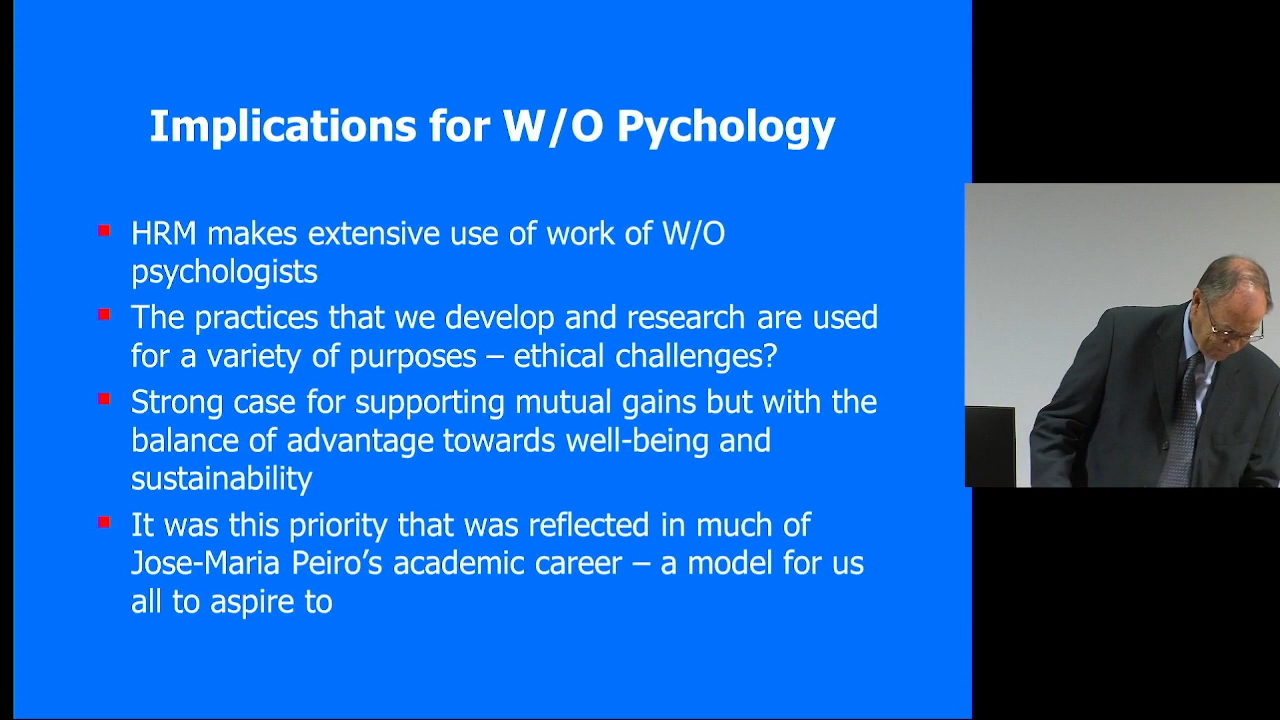 Implications for W/O Pychology
HRM makes extensive use of work of W/O
psychologists
The practices that we develop and research are used
for a variety of purposes – ethical challenges?
Strong case for supporting mutual gains but with the
balance of advantage towards well-being and
sustainability
It was this priority that was reflected in much of
Jose-Maria Peiro’s academic career – a model for us
all to aspire to